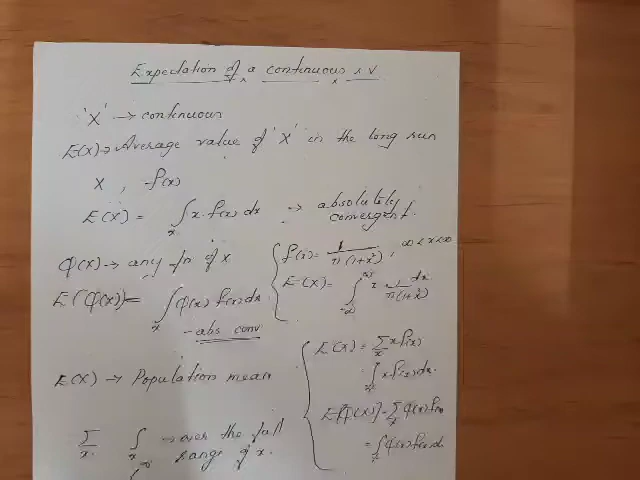 Expectation of a continuous r.v
'X' → continuous
E(X) → Average value of 'X' in the long run
X , f(x)
E(X) = ∫x x. f(x) dx → absolutely convergent.
φ(X) → any fn of x
E(φ(X)) = ∫x φ(x) f(x) dx
- abs conv
f(x) = 1/π(1+x²) , ∞ < x < ∞
E(X) = ∫-∞^∞ x 1/π(1+x²) dx
E(X) → Population mean
E(X) = Σx x f(x)
= ∫x x f(x) dx.
E[φ(X)] = Σx φ(x) f(x)
= ∫x φ(x) f(x) dx
Σx ∫x → over the full range of x.
∞